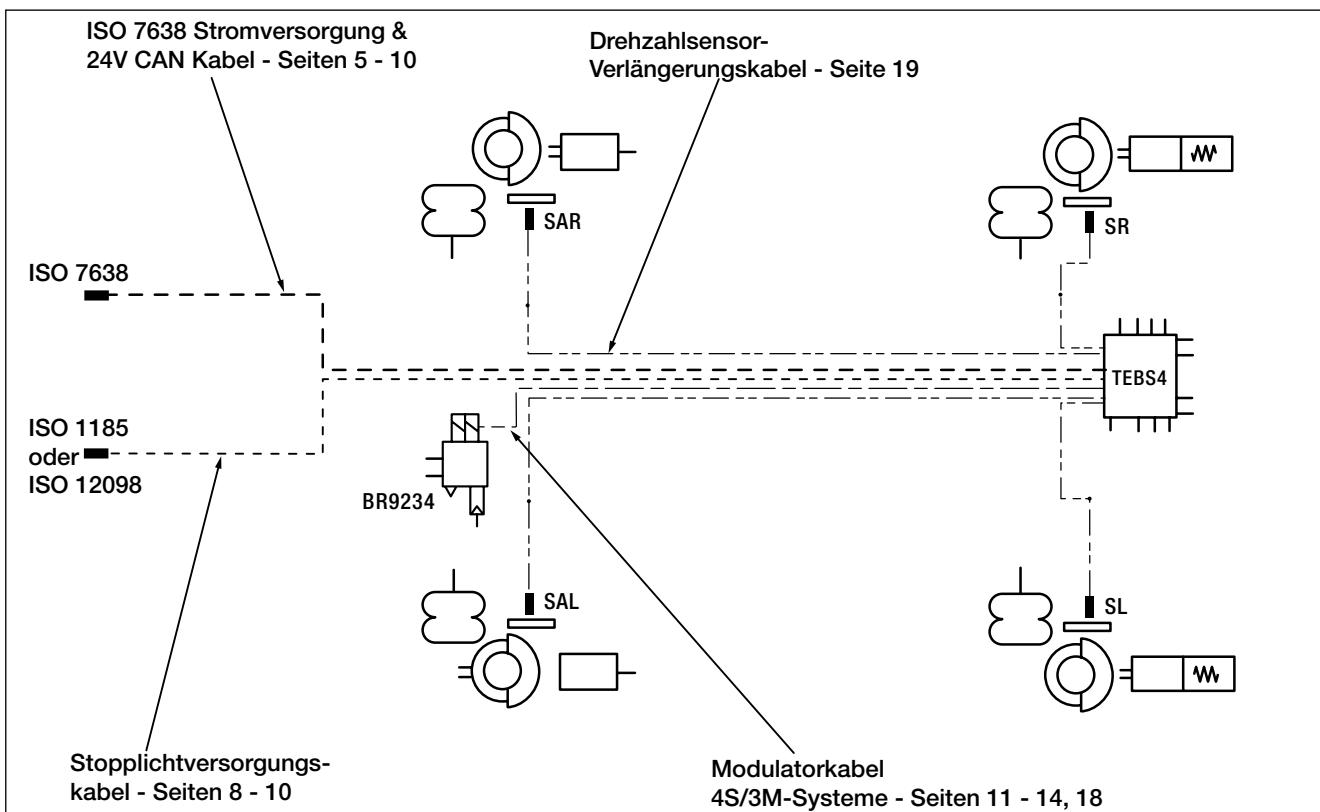 ISO 7638 Stromversorgung &
24V CAN Kabel - Seiten 5 - 10
Drehzahlsensor-
Verlängerungskabel - Seite 19
SAR
SR
ISO 7638
TEBS4
ISO 1185
oder
ISO 12098
BR9234
SAL
SL
Stopplichtversorgungs-
kabel - Seiten 8 - 10
Modulatorkabel
4S/3M-Systeme - Seiten 11 - 14, 18